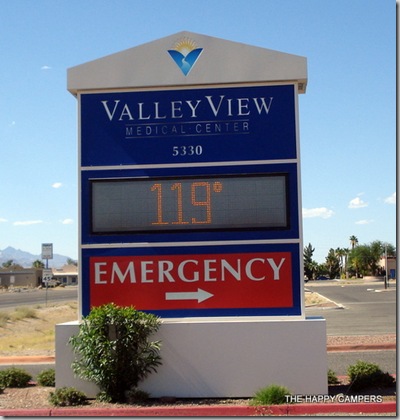 VALLEY VIEW
MEDICAL CENTER
5330
119°
EMERGENCY
THE HAPPY CAMPERS